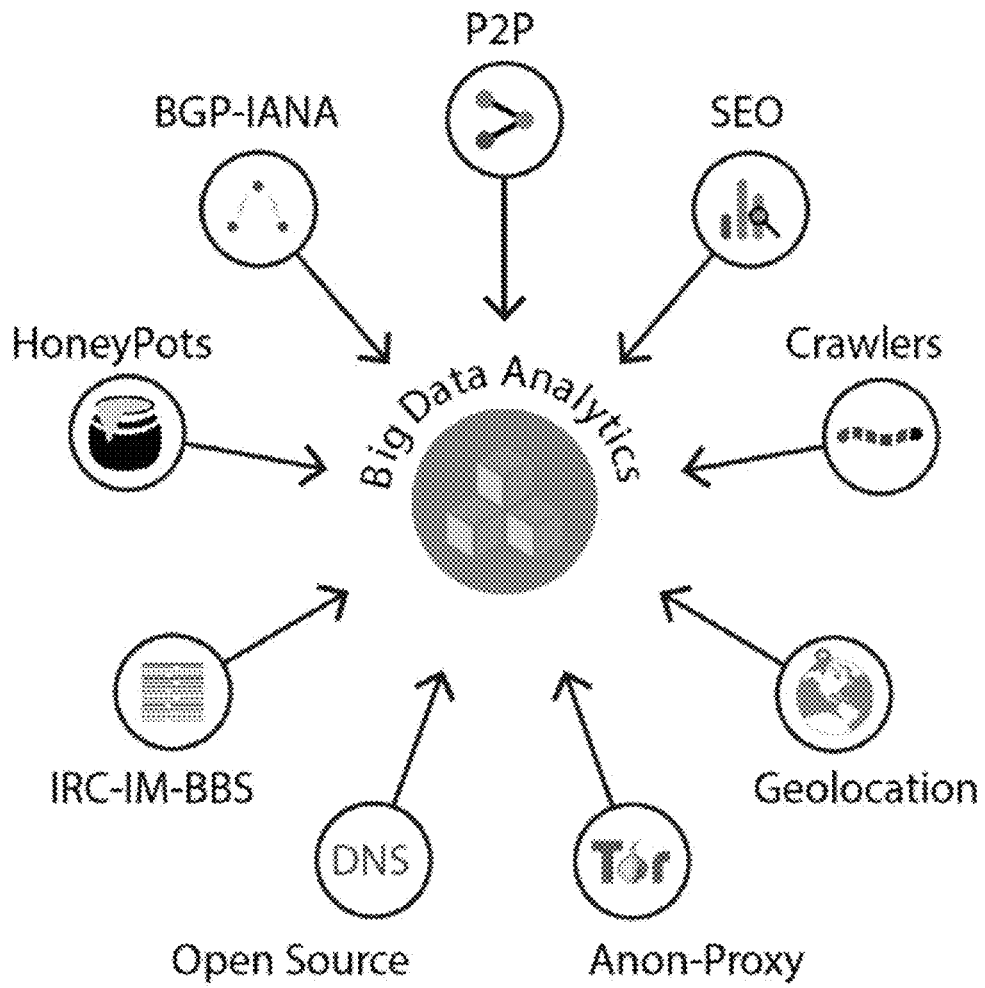 P2P
BGP-IANA
SEO
HoneyPots
Crawlers
Big Data Analytics
IRC-IM-BBS
Geolocation
DNS
Tor
Open Source
Anon-Proxy